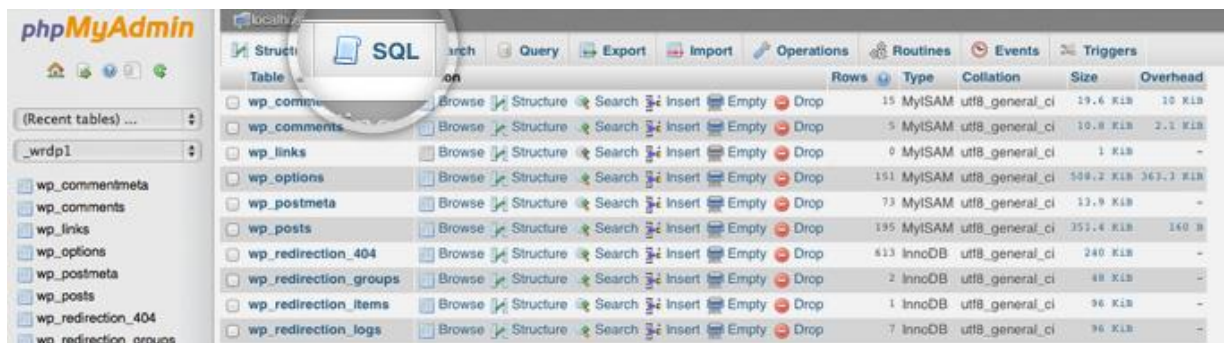 phpMyAdmin
localho
Structu
SQL
arch
Query
Export
Import
Operations
Routines
Events
Triggers
Table
on
Rows
Type
Collation
Size
Overhead
wp_comme
Browse Structure Search Insert Empty Drop 15 MyISAM utf8_general_ci 19.6 KiB 10 KiB
wp_comments Browse Structure Search Insert Empty Drop 5 MyISAM utf8_general_ci 10.8 KiB 2.1 KiB
wp_links Browse Structure Search Insert Empty Drop 0 MyISAM utf8_general_ci 1 KiB -
wp_options Browse Structure Search Insert Empty Drop 151 MyISAM utf8_general_ci 508.2 KiB 363.3 KiB
wp_postmeta Browse Structure Search Insert Empty Drop 73 MyISAM utf8_general_ci 13.9 KiB -
wp_posts Browse Structure Search Insert Empty Drop 195 MyISAM utf8_general_ci 351.4 KiB 160 B
wp_redirection_404 Browse Structure Search Insert Empty Drop 613 InnoDB utf8_general_ci 240 KiB -
wp_redirection_groups Browse Structure Search Insert Empty Drop 2 InnoDB utf8_general_ci 48 KiB -
wp_redirection_items Browse Structure Search Insert Empty Drop 1 InnoDB utf8_general_ci 96 KiB -
wp_redirection_logs Browse Structure Search Insert Empty Drop 7 InnoDB utf8_general_ci 96 KiB -
(Recent tables) ...
_wrdp1
wp_commentmeta
wp_comments
wp_links
wp_options
wp_postmeta
wp_posts
wp_redirection_404
wp_redirection_groups